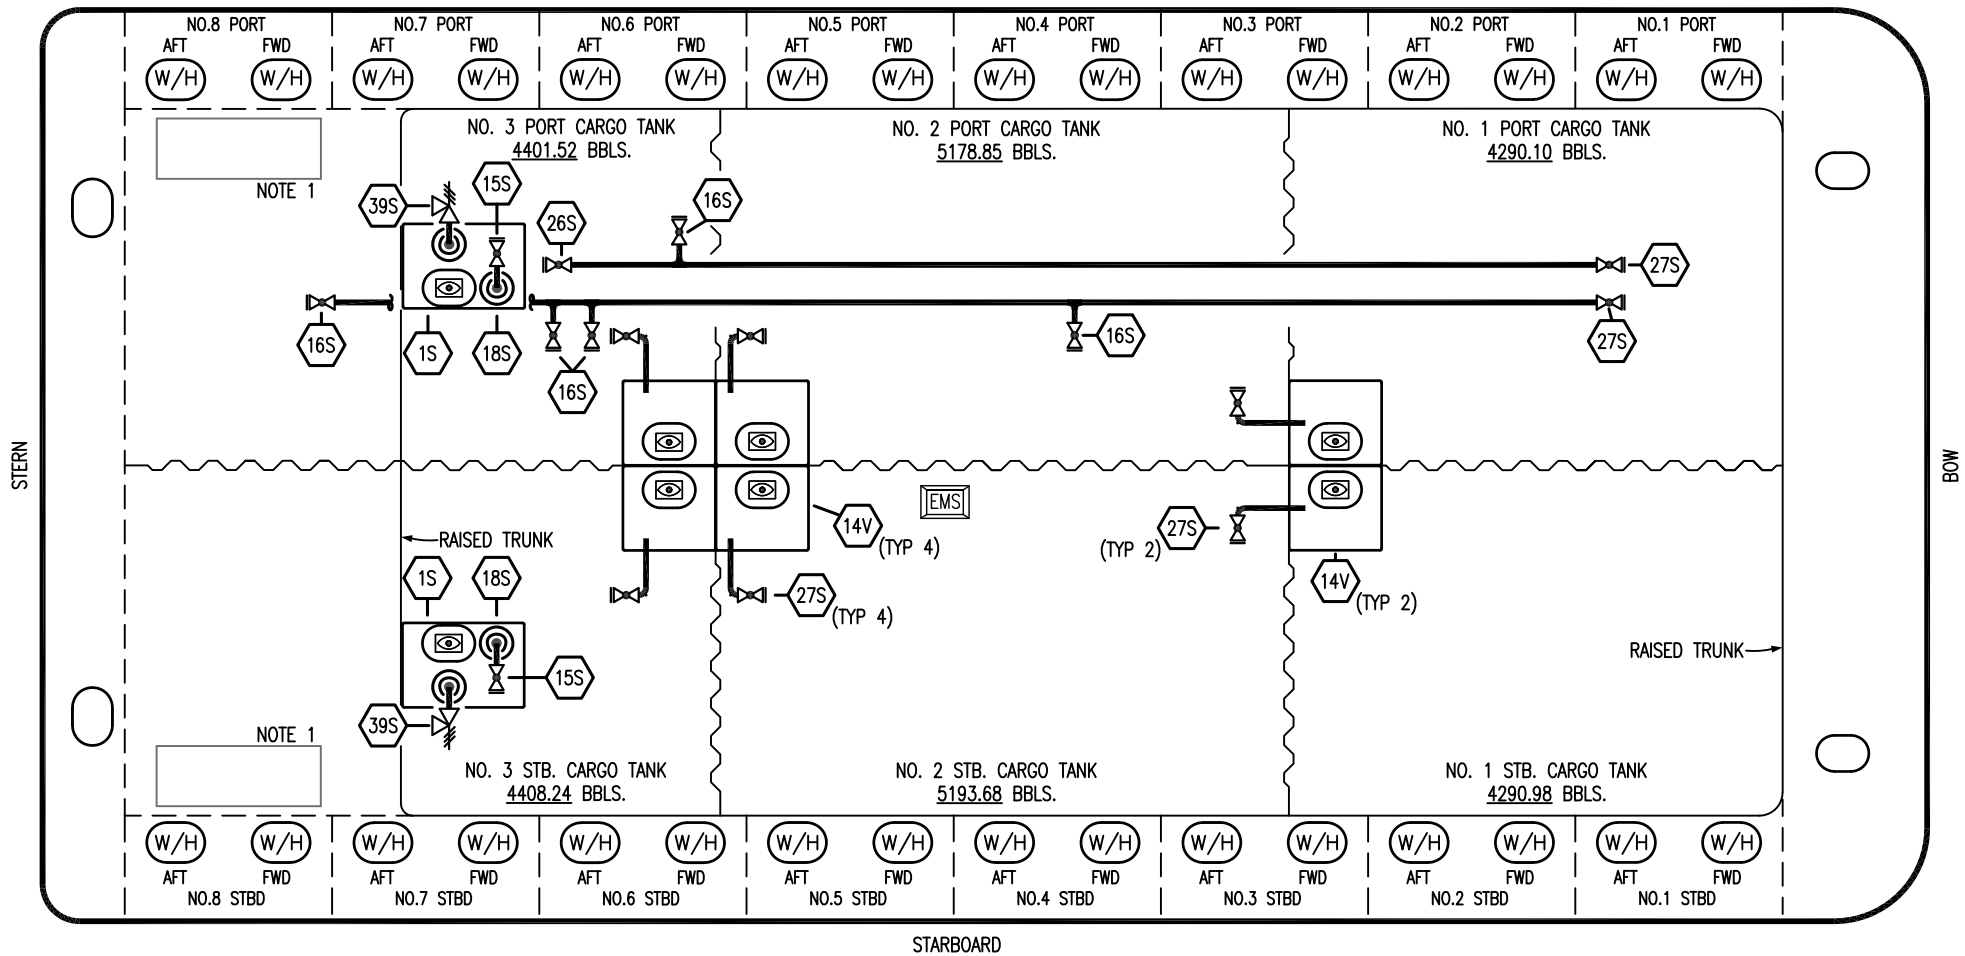 NO.8 PORT NO.7 PORT NO.6 PORT NO.5 PORT NO.4 PORT NO.3 PORT NO.2 PORT NO.1 PORT
AFT FWD AFT FWD AFT FWD AFT FWD AFT FWD AFT FWD AFT FWD AFT FWD
W/H W/H W/H W/H W/H W/H W/H W/H W/H W/H W/H W/H W/H W/H W/H W/H
NO. 3 PORT CARGO TANK
4401.52 BBLS.
NO. 2 PORT CARGO TANK
5178.85 BBLS.
NO. 1 PORT CARGO TANK
4290.10 BBLS.
NOTE 1
39S
15S
26S
16S
27S
16S
1S
18S
16S
16S
27S
STERN
BOW
EMS
14V
(TYP 4)
27S
(TYP 2)
RAISED TRUNK
1S
18S
14V
(TYP 2)
27S
(TYP 4)
RAISED TRUNK
15S
39S
NOTE 1
NO. 3 STB. CARGO TANK
4408.24 BBLS.
NO. 2 STB. CARGO TANK
5193.68 BBLS.
NO. 1 STB. CARGO TANK
4290.98 BBLS.
W/H W/H W/H W/H W/H W/H W/H W/H W/H W/H W/H W/H W/H W/H W/H W/H
AFT FWD AFT FWD AFT FWD AFT FWD AFT FWD AFT FWD AFT FWD AFT FWD
NO.8 STBD NO.7 STBD NO.6 STBD NO.5 STBD NO.4 STBD NO.3 STBD NO.2 STBD NO.1 STBD
STARBOARD